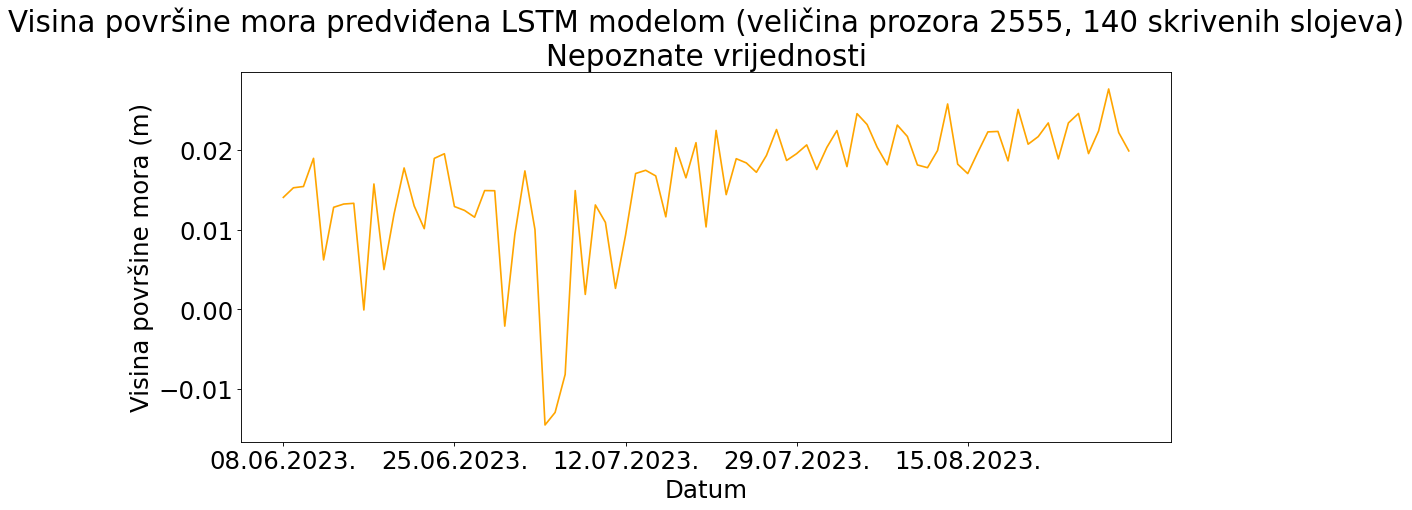 Visina površine mora predviđena LSTM modelom (veličina prozora 2555, 140 skrivenih slojeva)
Nepoznate vrijednosti
Visina površine mora (m)
0.02
0.01
0.00
−0.01
08.06.2023. 25.06.2023. 12.07.2023. 29.07.2023. 15.08.2023.
Datum